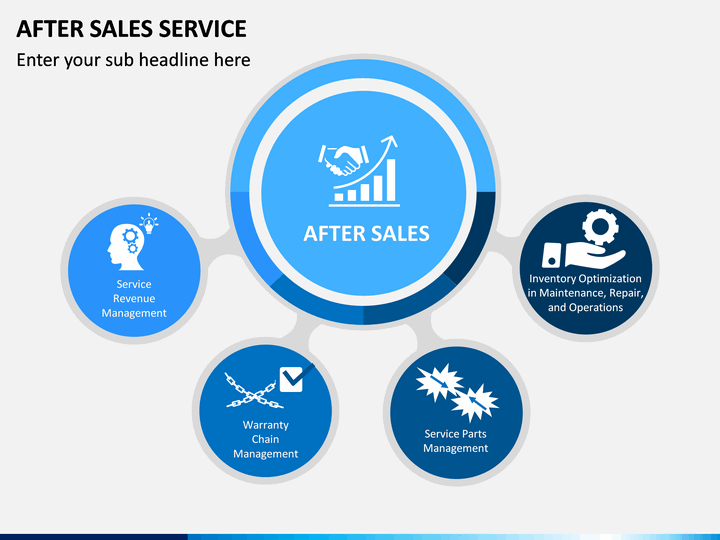 AFTER SALES SERVICE
Enter your sub headline here
AFTER SALES
Service
Revenue
Management
Inventory Optimization
in Maintenance, Repair,
and Operations
Warranty
Chain
Management
Service Parts
Management